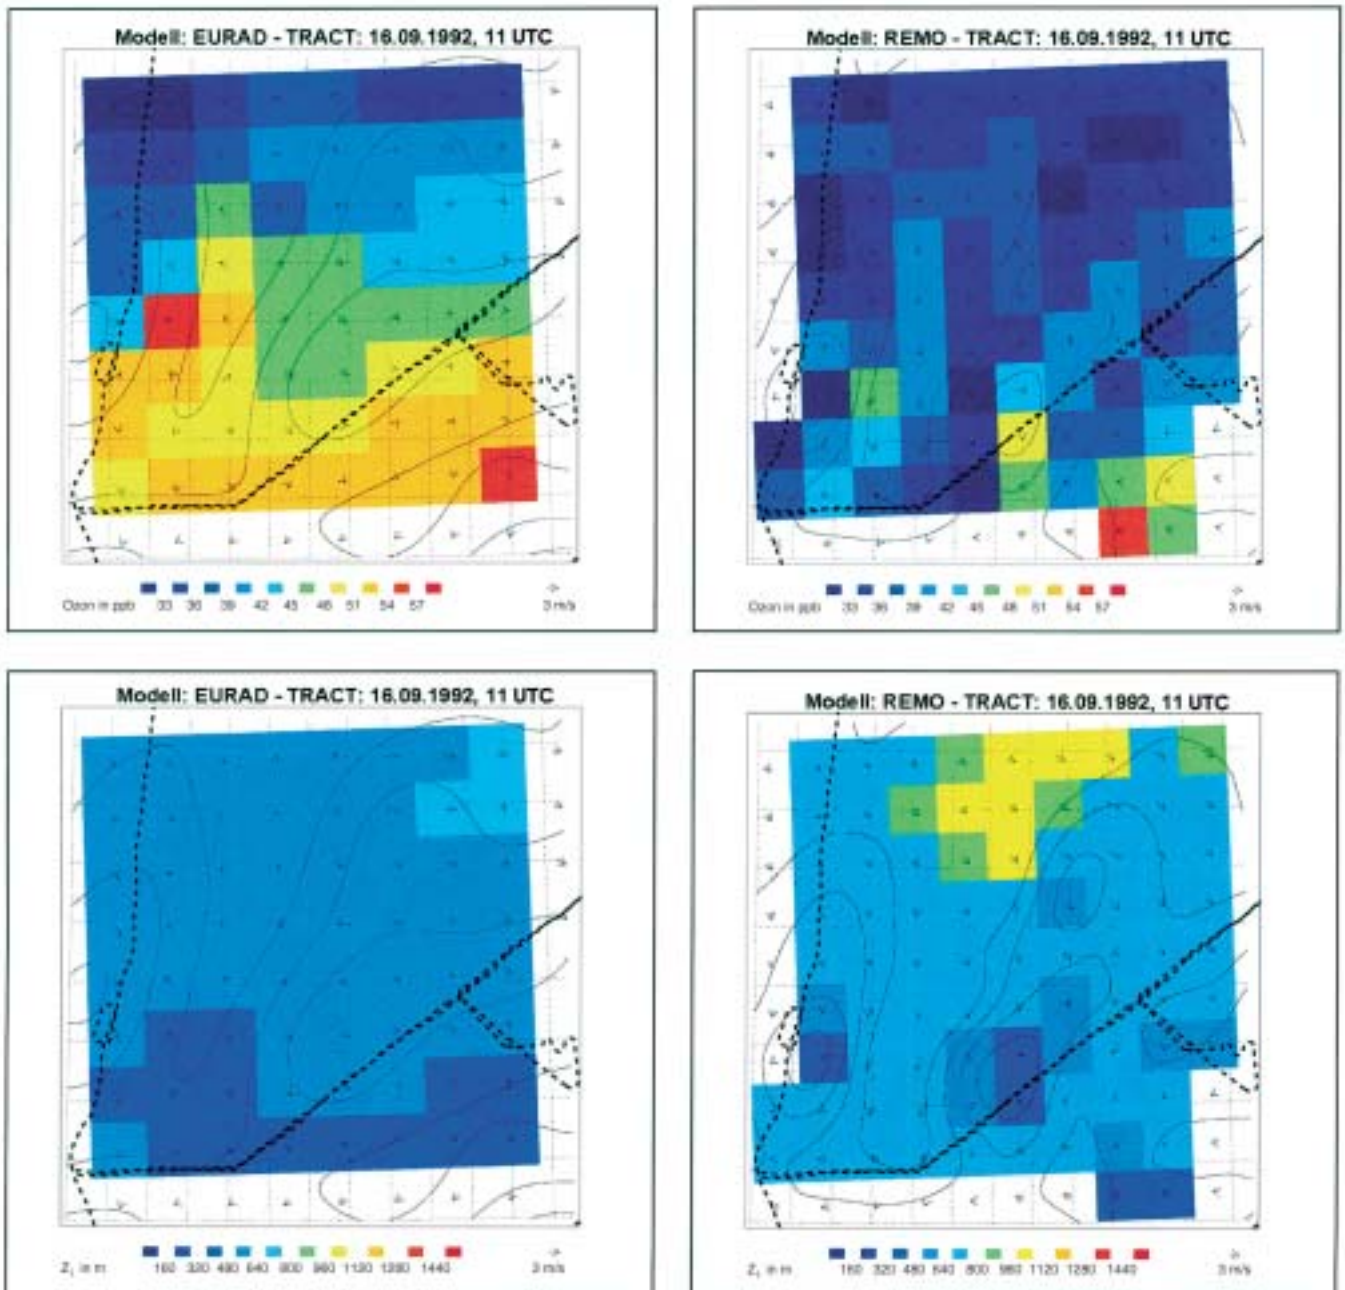 Modell: EURAD - TRACT: 16.09.1992, 11 UTC
Ozon in ppb 33 36 39 42 45 48 51 54 57 3 m/s
Modell: REMO - TRACT: 16.09.1992, 11 UTC
Ozon in ppb 33 36 39 42 45 48 51 54 57 3 m/s
Modell: EURAD - TRACT: 16.09.1992, 11 UTC
Z_i in m 160 320 480 640 800 960 1120 1280 1440 3 m/s
Modell: REMO - TRACT: 16.09.1992, 11 UTC
Z_i in m 160 320 480 640 800 960 1120 1280 1440 3 m/s